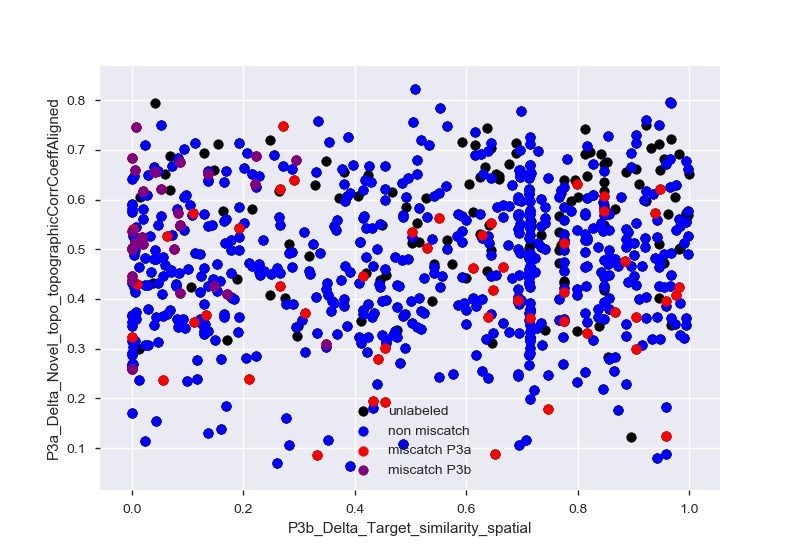 0.8
0.7
0.6
0.5
0.4
0.3
0.2
0.1
P3a_Delta_Novel_topo_topographicCorrCoeffAligned
unlabeled
non miscatch
miscatch P3a
miscatch P3b
0.0 0.2 0.4 0.6 0.8 1.0
P3b_Delta_Target_similarity_spatial